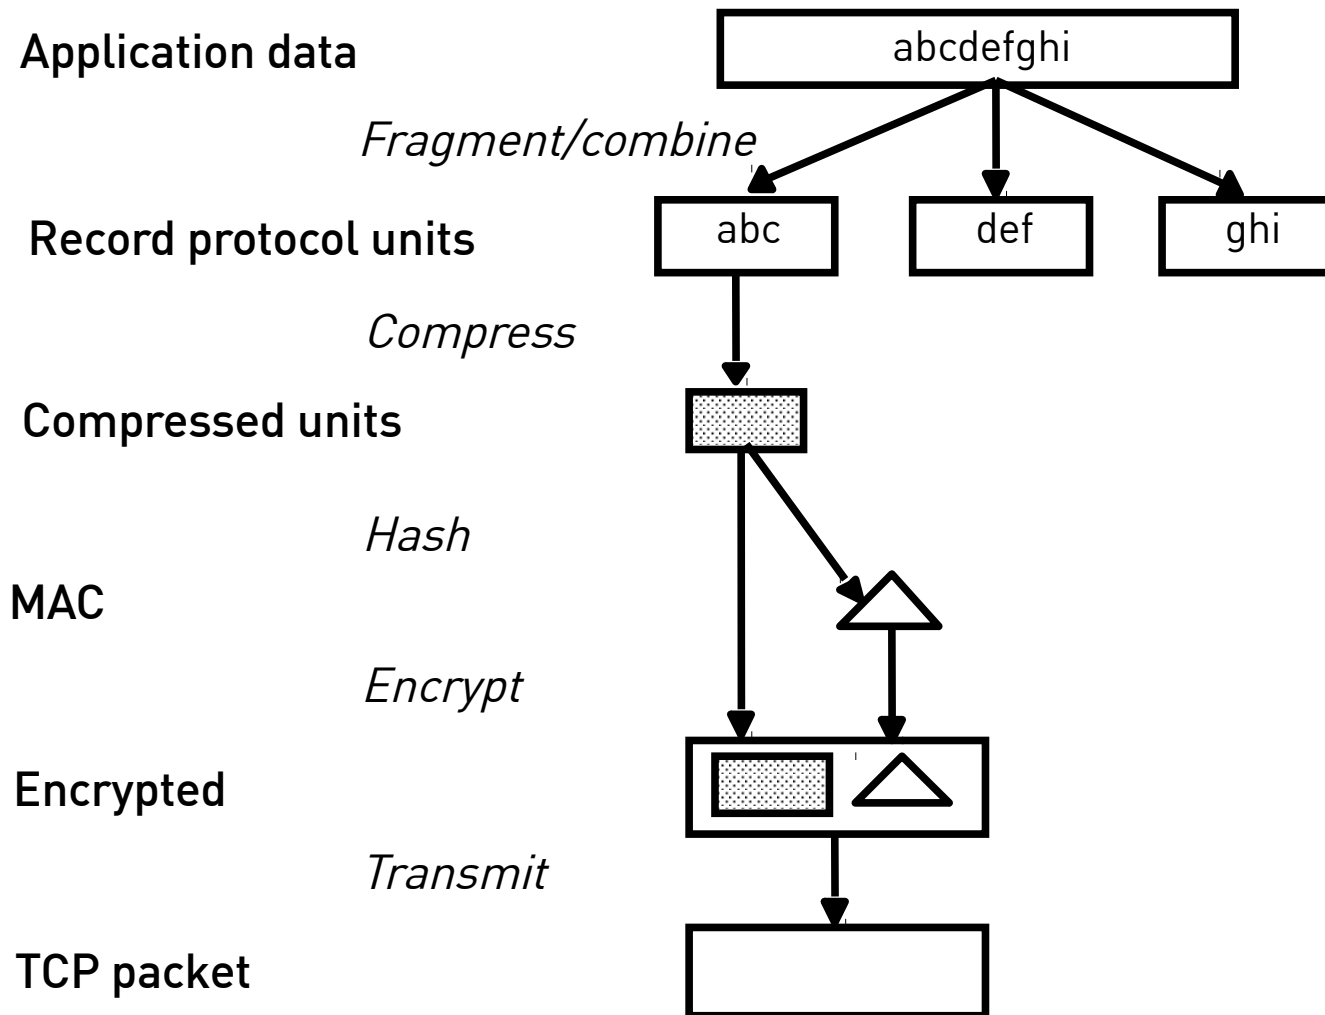 Application data
abcdefghi
Fragment/combine
Record protocol units
abc
def
ghi
Compress
Compressed units
Hash
MAC
Encrypt
Encrypted
Transmit
TCP packet